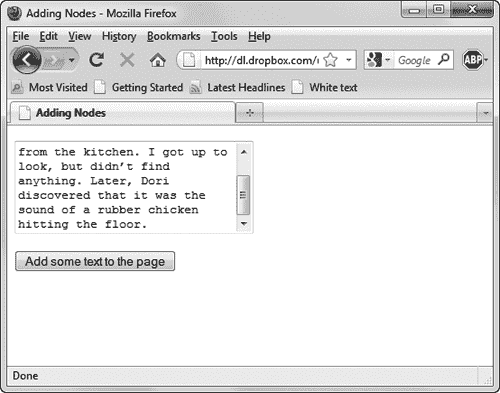 Adding Nodes - Mozilla Firefox
File Edit View History Bookmarks Tools Help
http://dl.dropbox.com/ Google ABP
Most Visited Getting Started Latest Headlines White text
Adding Nodes
from the kitchen. I got up to
look, but didn't find
anything. Later, Dori
discovered that it was the
sound of a rubber chicken
hitting the floor.
Add some text to the page
Done